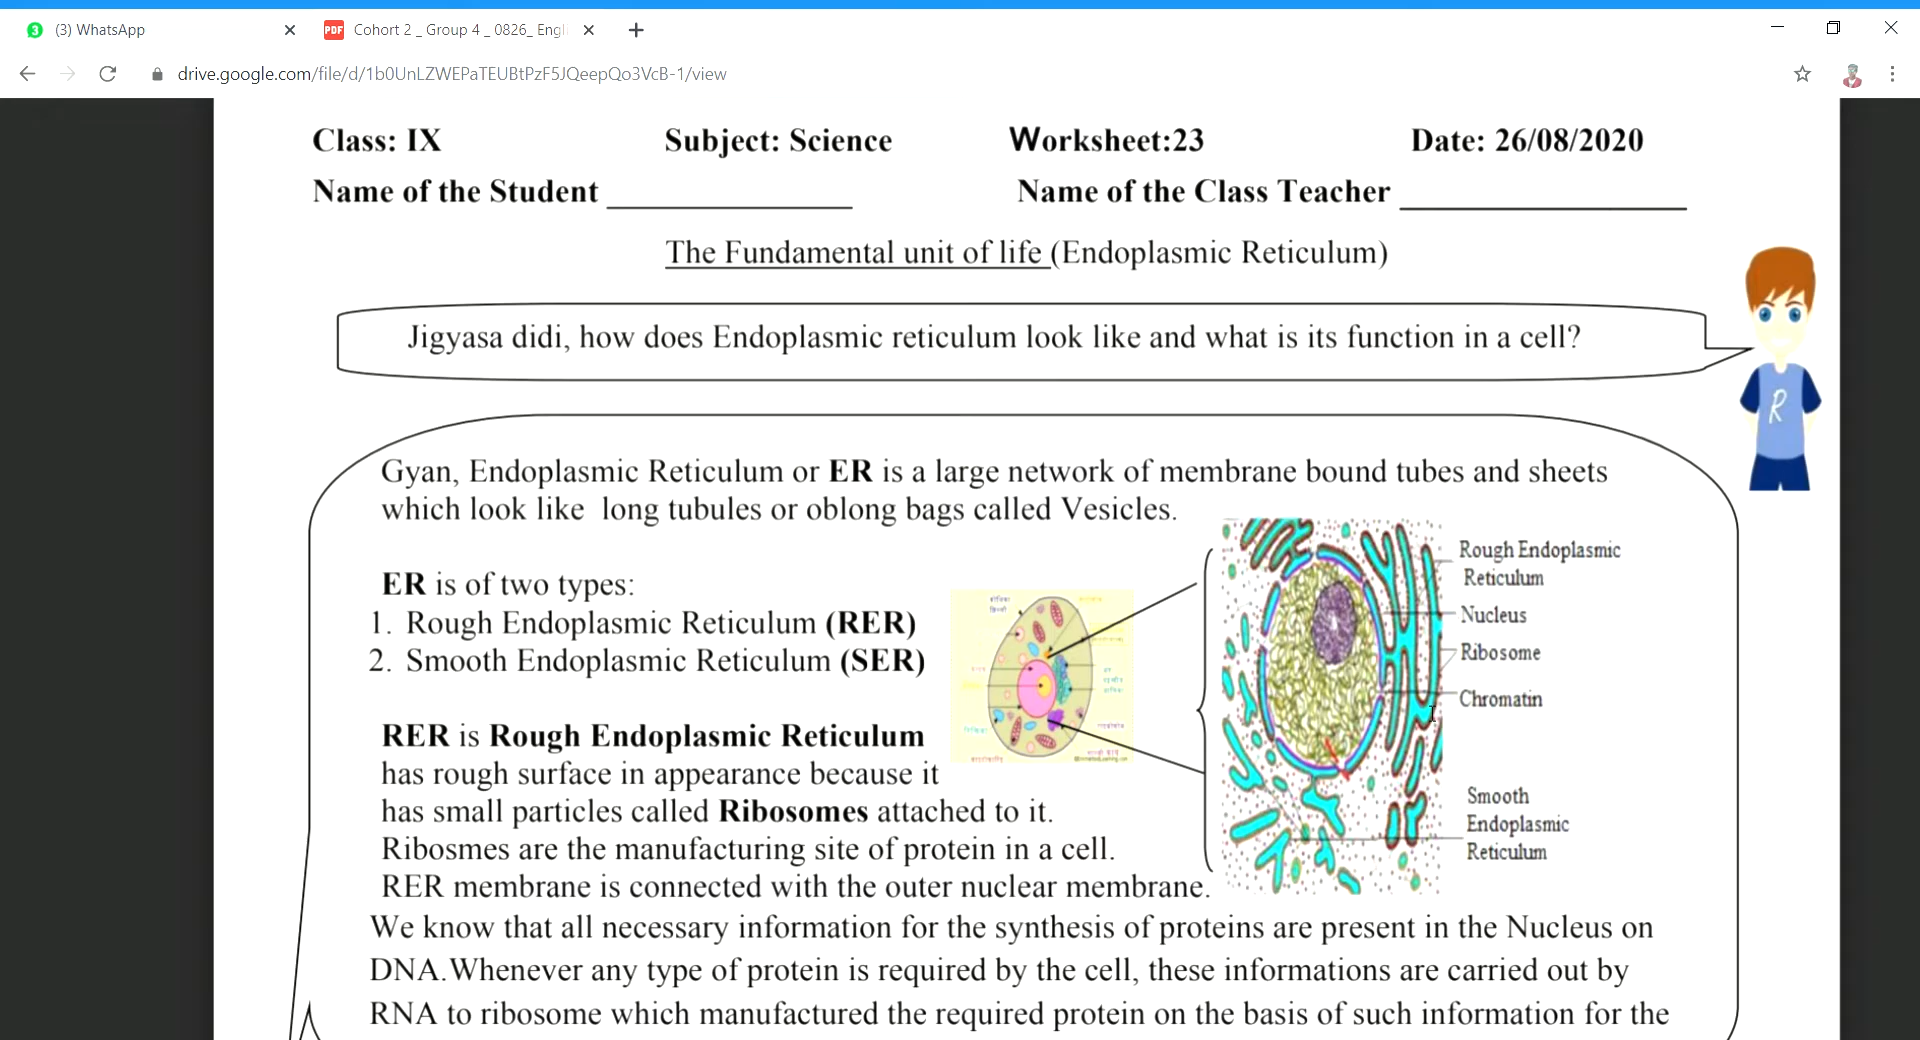 (3) WhatsApp
PDF Cohort 2 _ Group 4 _ 0826_ Engl
drive.google.com/file/d/1b0UnLZWEPaTEUBtPzF5JQeepQo3VcB-1/view
Class: IX Subject: Science Worksheet:23 Date: 26/08/2020
Name of the Student _______________ Name of the Class Teacher _________________
The Fundamental unit of life (Endoplasmic Reticulum)
Jigyasa didi, how does Endoplasmic reticulum look like and what is its function in a cell?
R
Gyan, Endoplasmic Reticulum or ER is a large network of membrane bound tubes and sheets
which look like long tubules or oblong bags called Vesicles.
ER is of two types:
1. Rough Endoplasmic Reticulum (RER)
2. Smooth Endoplasmic Reticulum (SER)
RER is Rough Endoplasmic Reticulum
has rough surface in appearance because it
has small particles called Ribosomes attached to it.
Ribosmes are the manufacturing site of protein in a cell.
RER membrane is connected with the outer nuclear membrane.
Rough Endoplasmic
Reticulum
Nucleus
Ribosome
Chromatin
Smooth
Endoplasmic
Reticulum
We know that all necessary information for the synthesis of proteins are present in the Nucleus on
DNA.Whenever any type of protein is required by the cell, these informations are carried out by
RNA to ribosome which manufactured the required protein on the basis of such information for the